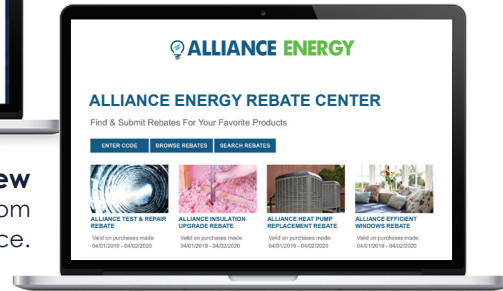 ALLIANCE ENERGY
ALLIANCE ENERGY REBATE CENTER
Find & Submit Rebates For Your Favorite Products
ENTER CODE BROWSE REBATES SEARCH REBATES
ALLIANCE TEST & REPAIR
REBATE
Valid on purchases made:
04/01/2019 - 04/02/2020
ALLIANCE INSULATION
UPGRADE REBATE
Valid on purchases made:
04/01/2019 - 04/02/2020
ALLIANCE HEAT PUMP
REPLACEMENT REBATE
Valid on purchases made:
04/01/2019 - 04/02/2020
ALLIANCE EFFICIENT
WINDOWS REBATE
Valid on purchases made:
04/01/2019 - 04/02/2020
ew
om
ce.